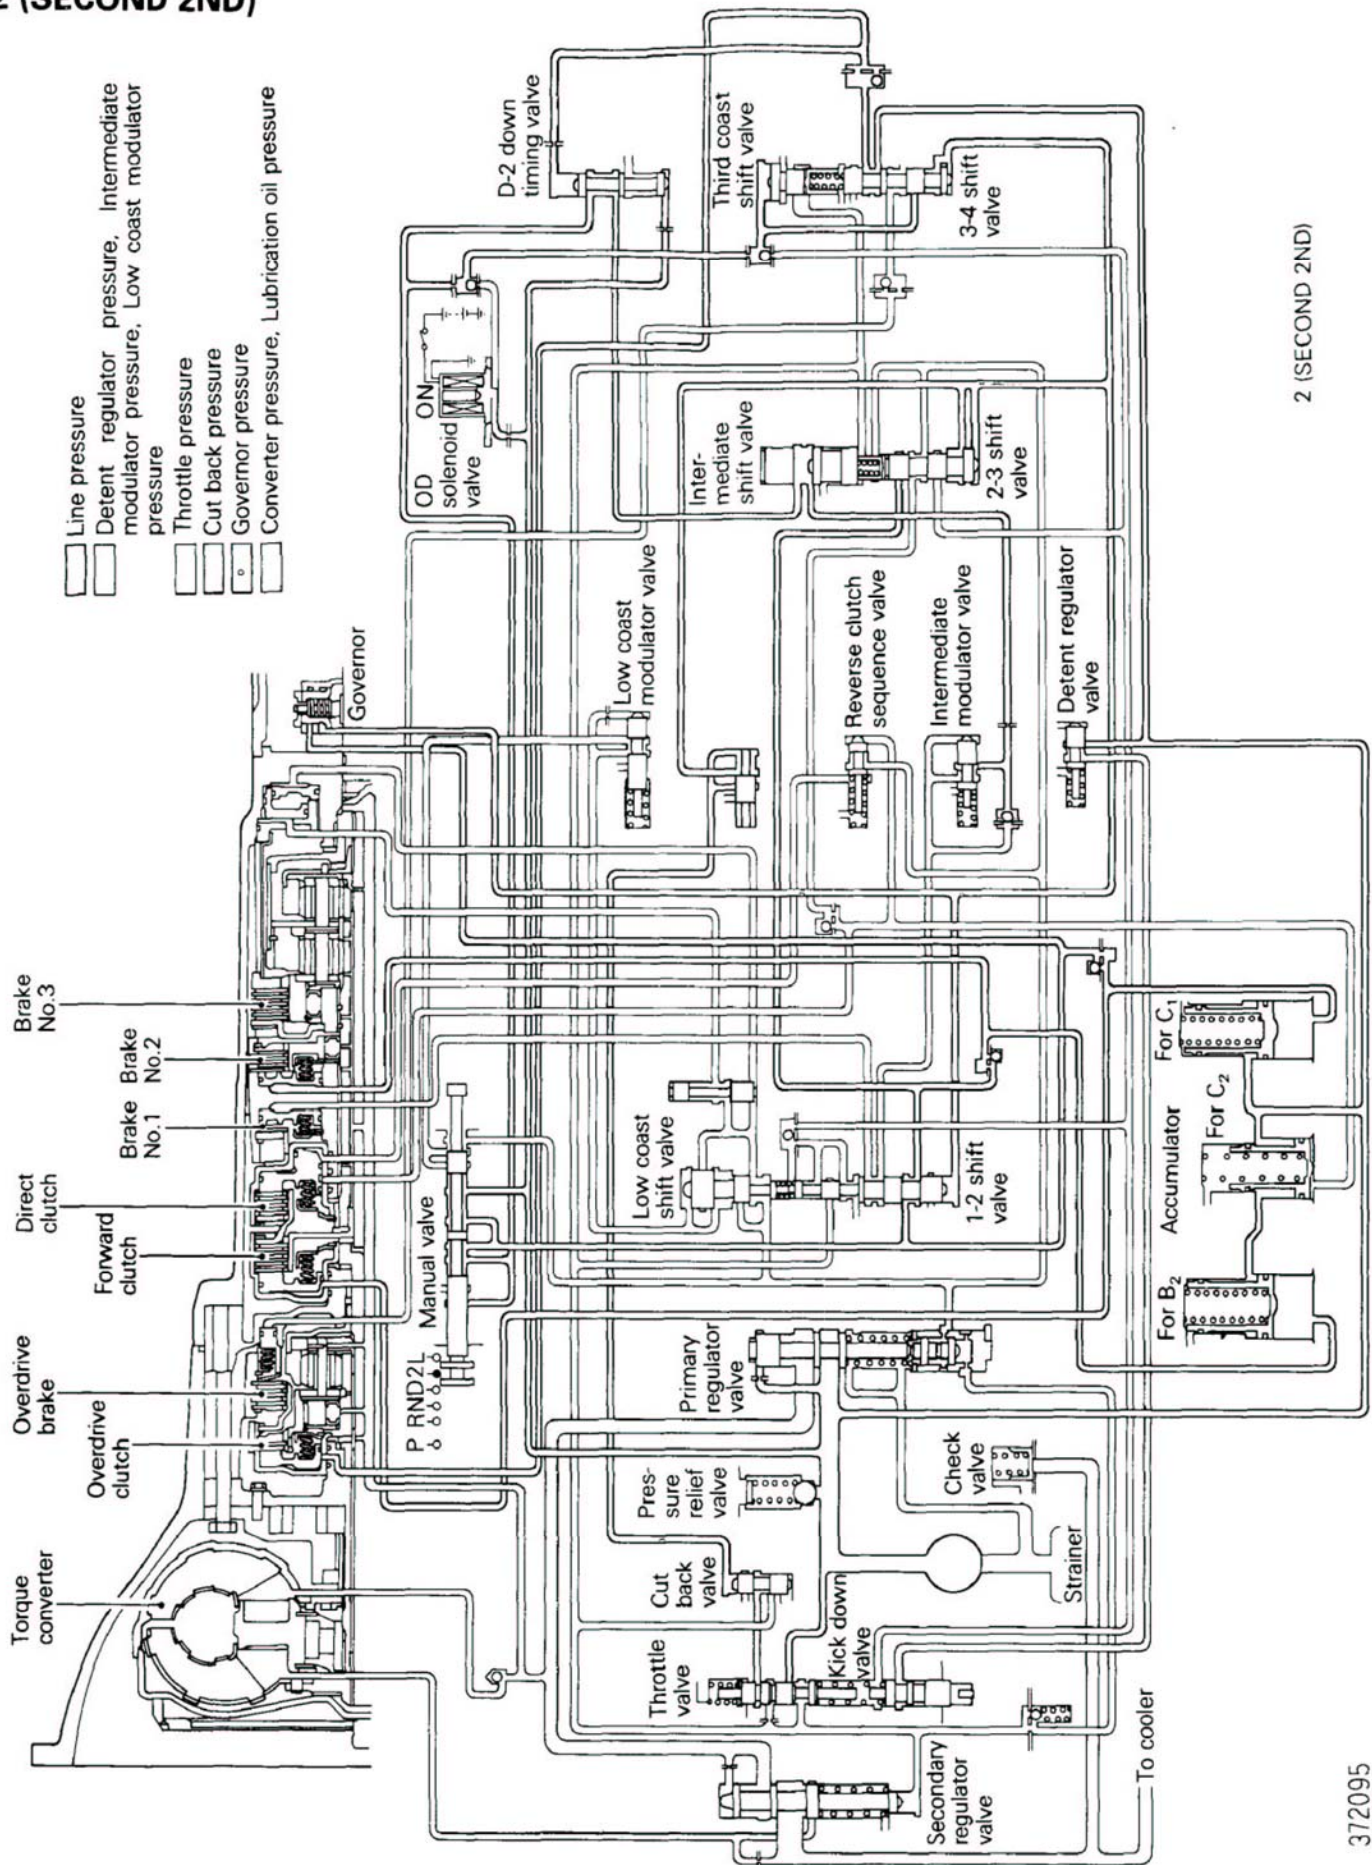 2 (SECOND 2ND)
Line pressure
Detent regulator pressure, Intermediate
modulator pressure, Low coast modulator
pressure
Throttle pressure
Cut back pressure
Governor pressure
Converter pressure, Lubrication oil pressure
Torque
converter
Overdrive
clutch
Overdrive
brake
Forward
clutch
Direct
clutch
Brake
No.1
Brake
No.2
Brake
No.3
Governor
P RND2L
Manual valve
OD
solenoid
valve
ON
D-2 down
timing valve
Third coast
shift valve
3-4 shift
valve
Inter-
mediate
shift valve
2-3 shift
valve
Low coast
modulator valve
Reverse clutch
sequence valve
Intermediate
modulator valve
Detent regulator
valve
Low coast
shift valve
1-2 shift
valve
Primary
regulator
valve
Pres-
sure
relief
valve
Check
valve
Cut
back
valve
Strainer
Throttle
valve
Kick down
valve
Secondary
regulator
valve
To cooler
Accumulator
For B2
For C2
For C1
2 (SECOND 2ND)
372095